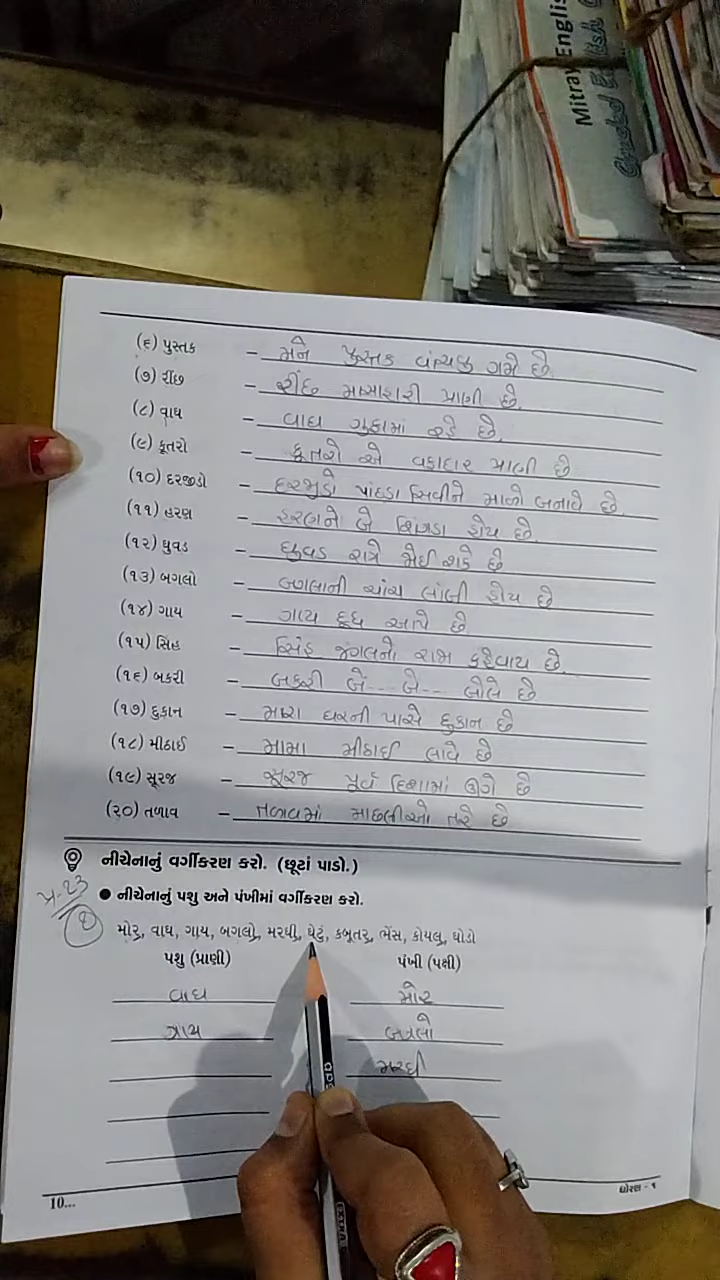 Mitray English
Graded English
(૬) પુસ્તક – મને પુસ્તક વાંચવુ ગમે છે.
(૭) રીંછ – રીંછ માંસાહારી પ્રાણી છે.
(૮) વાઘ – વાઘ ગુફામાં રહે છે.
(૯) કૂતરો – કૂતરો એ વફાદાર પ્રાણી છે
(૧૦) દરજીડો – દરજીડો પાંદડા સિવીને માળો બનાવે છે.
(૧૧) હરણ – હરણને બે શિંગડા હોય છે.
(૧૨) ઘુવડ – ઘુવડ રાત્રે જોઈ શકે છે
(૧૩) બગલો – બગલાની ચાંચ લાંબી હોય છે
(૧૪) ગાય – ગાય દૂધ આપે છે.
(૧૫) સિંહ – સિંહ જંગલનો રાજા કહેવાય છે.
(૧૬) બકરી – બકરી બેં... બે... બોલે છે
(૧૭) દુકાન – મારા ઘરની પાસે દુકાન છે
(૧૮) મીઠાઈ – મામા મીઠાઈ લાવે છે
(૧૯) સૂરજ – સૂરજ પૂર્વ દિશામાં ઊગે છે
(૨૦) તળાવ – તળાવમાં માછલીઓ તરે છે
નીચેનાનું વર્ગીકરણ કરો. (છૂટાં પાડો.)
પ્ર-23
● નીચેનાનું પશુ અને પંખીમાં વર્ગીકરણ કરો.
મોર, વાઘ, ગાય, બગલો, મરઘી, ઘેટું, કબૂતર, ભેંસ, કોયલ, ઘોડો
પશુ (પ્રાણી) પંખી (પક્ષી)
વાઘ મોર
ગાય બગલો
મરઘી
10... ધોરણ - ૧